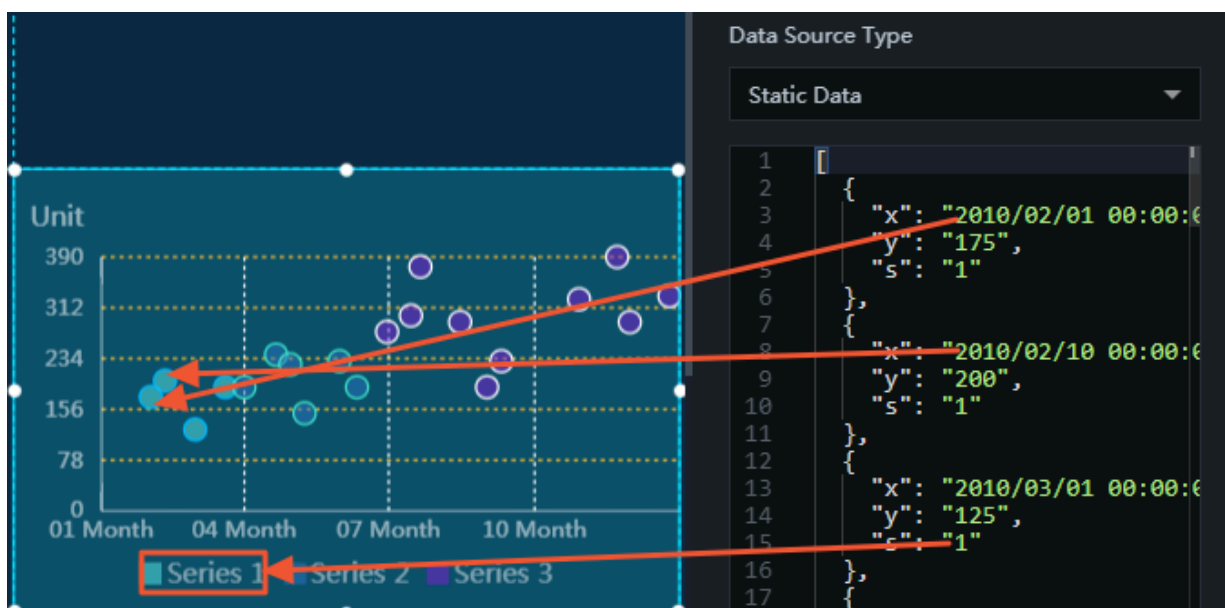 Unit
390
312
234
156
78
0
01 Month 04 Month 07 Month 10 Month
Series 1 Series 2 Series 3
Data Source Type
Static Data
1 [
2 {
3 "x": "2010/02/01 00:00:0
4 "y": "175",
5 "s": "1"
6 },
7 {
8 "x": "2010/02/10 00:00:0
9 "y": "200",
10 "s": "1"
11 },
12 {
13 "x": "2010/03/01 00:00:0
14 "y": "125",
15 "s": "1"
16 },
17 {